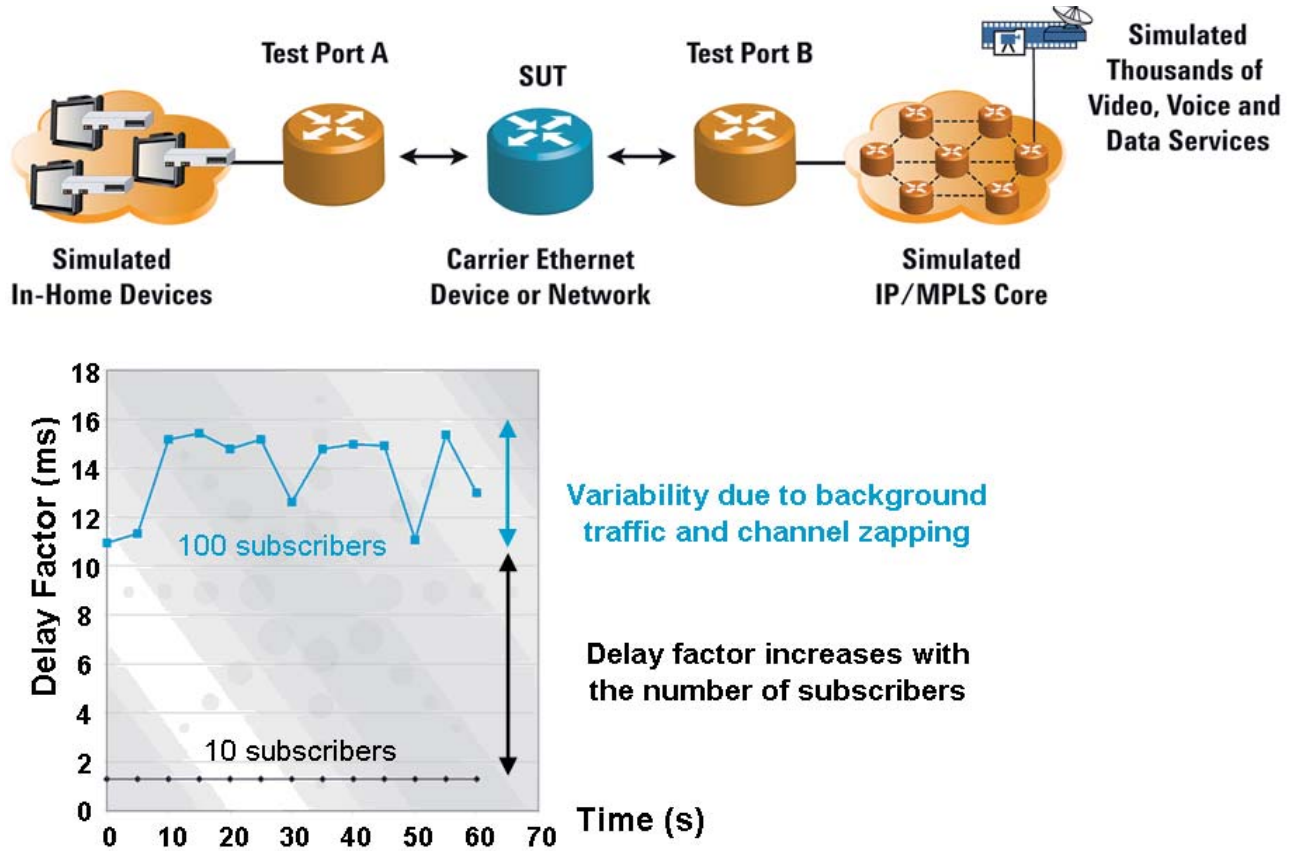 Test Port A
SUT
Test Port B
Simulated
Thousands of
Video, Voice and
Data Services
Simulated
In-Home Devices
Carrier Ethernet
Device or Network
Simulated
IP/MPLS Core
Delay Factor (ms)
18
16
14
12
10
8
6
4
2
0
100 subscribers
10 subscribers
Variability due to background
traffic and channel zapping
Delay factor increases with
the number of subscribers
0 10 20 30 40 50 60 70
Time (s)